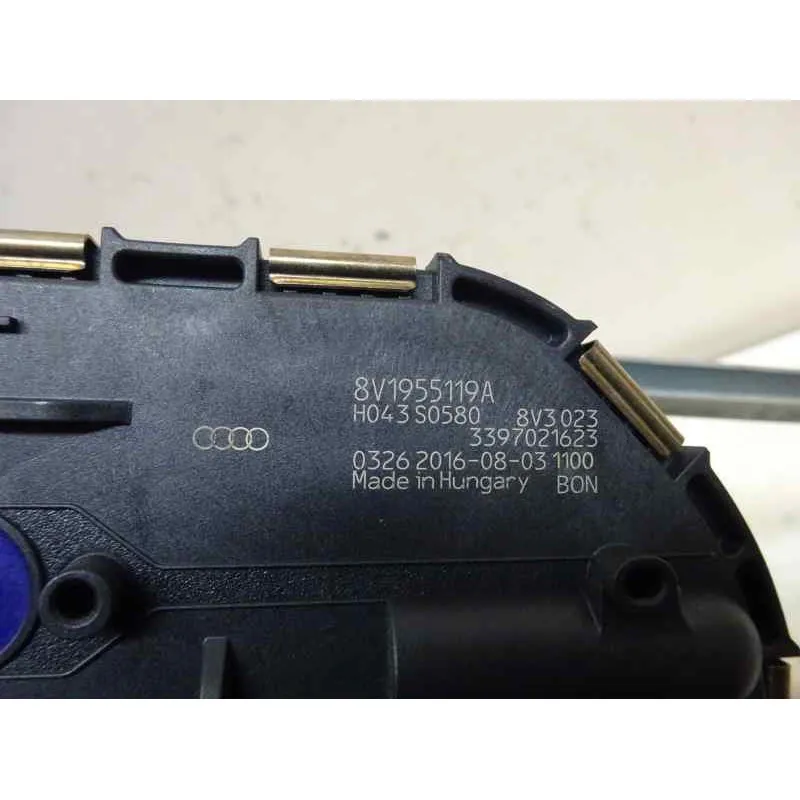 8V1955119A
H043 S0580 8V3 023
3397021623
0326 2016-08-03 1100
Made in Hungary BON